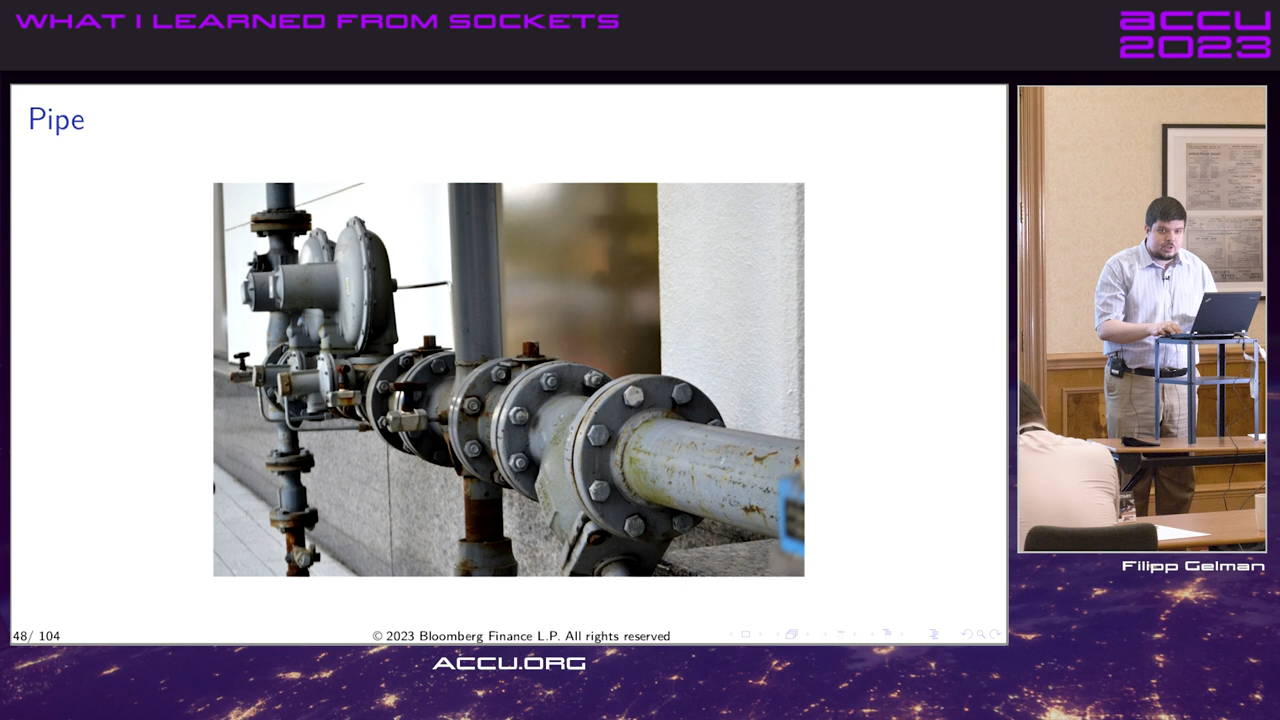 WHAT I LEARNED FROM SOCKETS
accu
2023
Pipe
48/ 104
© 2023 Bloomberg Finance L.P. All rights reserved
Filipp Gelman
ACCU.ORG